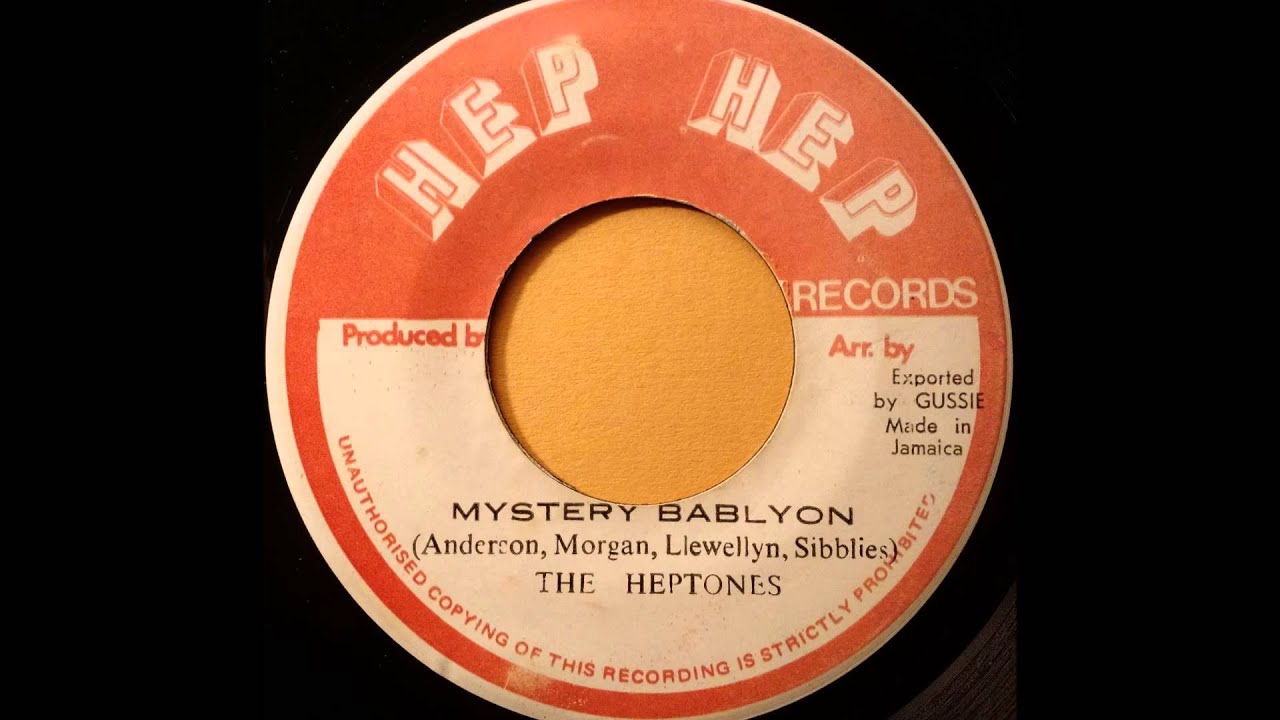 HEP HEP
RECORDS
Produced by
Arr. by
Exported
by GUSSIE
Made in
Jamaica
MYSTERY BABLYON
(Anderson, Morgan, Llewellyn, Sibblies)
THE HEPTONES
UNAUTHORISED COPYING OF THIS RECORDING IS STRICTLY PROHIBITED